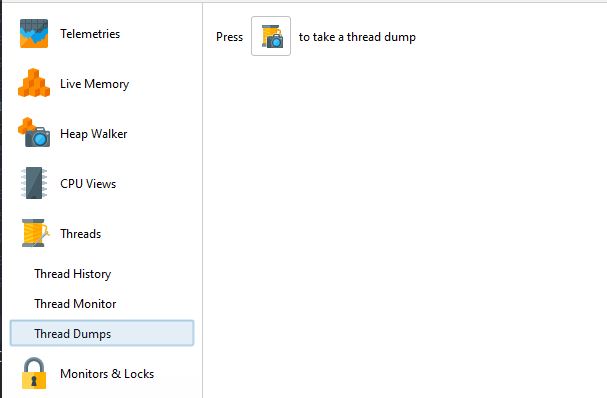 Telemetries
Live Memory
Heap Walker
CPU Views
Threads
Thread History
Thread Monitor
Thread Dumps
Monitors & Locks
Press to take a thread dump